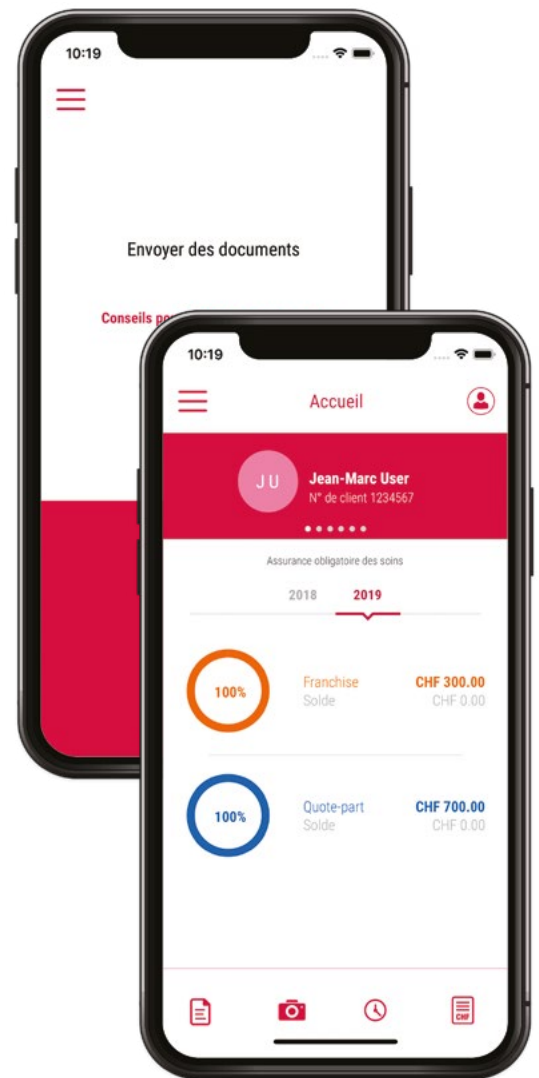 10:19
Envoyer des documents
Conseils
10:19
Accueil
J U
Jean-Marc User
N° de client 1234567
Assurance obligatoire des soins
2018 2019
100%
Franchise CHF 300.00
Solde CHF 0.00
100%
Quote-part CHF 700.00
Solde CHF 0.00
CHF